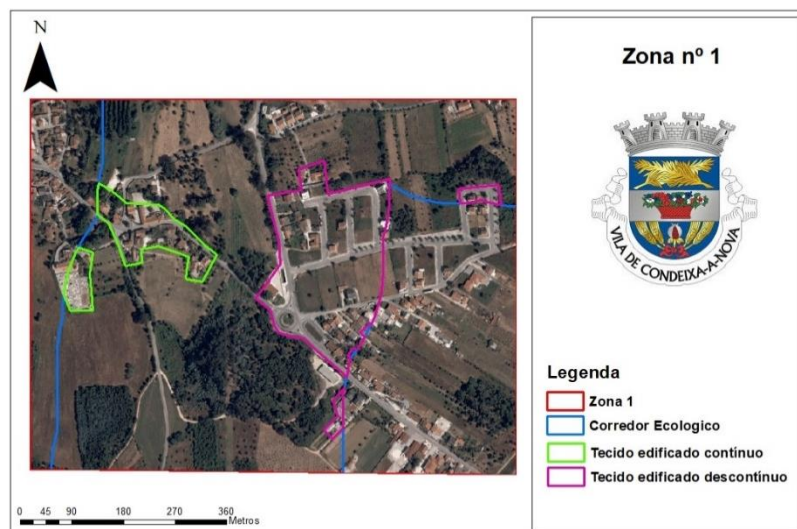 N
Zona nº 1
VILA DE CONDEIXA-A-NOVA
Legenda
Zona 1
Corredor Ecologico
Tecido edificado contínuo
Tecido edificado descontínuo
0 45 90 180 270 360
Metros